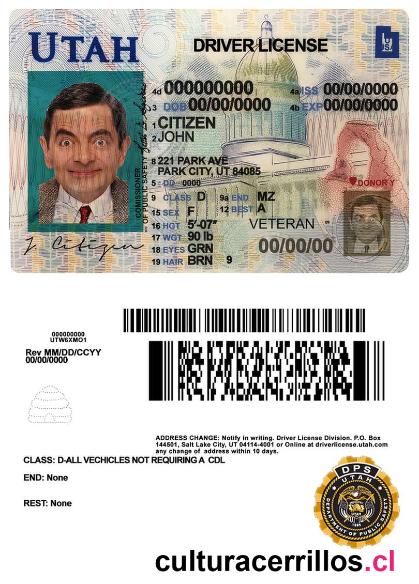 UTAH DRIVER LICENSE
4d 000000000 4a ISS 00/00/0000
3 DOB 00/00/0000 4b EXP 00/00/0000
1 CITIZEN
2 JOHN
8 221 PARK AVE
PARK CITY, UT 84085
5 DD 0000
DONOR Y
9 CLASS D 9a END MZ
15 SEX F 12 REST A
16 HGT 5'-07" VETERAN
17 WGT 90 lb 00/00/00
18 EYES GRN
19 HAIR BRN 9
COMISSIONER
OF PUBLIC SAFETY
J. Citizen
000000000
UTW6XMO1
Rev MM/DD/CCYY
00/00/0000
ADDRESS CHANGE: Notify in writing. Driver License Division. P.O. Box
144501, Salt Lake City, UT 04114-4001 or Online at driverlicense.utah.com
any change of address within 10 days.
CLASS: D-ALL VECHICLES NOT REQUIRING A CDL
END: None
REST: None
DPS
UTAH
DEPARTMENT OF PUBLIC SAFETY
culturacerrillos.cl